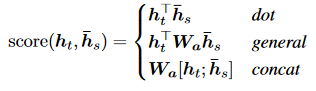 h_t^⊤ h̄_s dot
score(h_t, h̄_s) = { h_t^⊤ W_a h̄_s general
W_a[h_t; h̄_s] concat